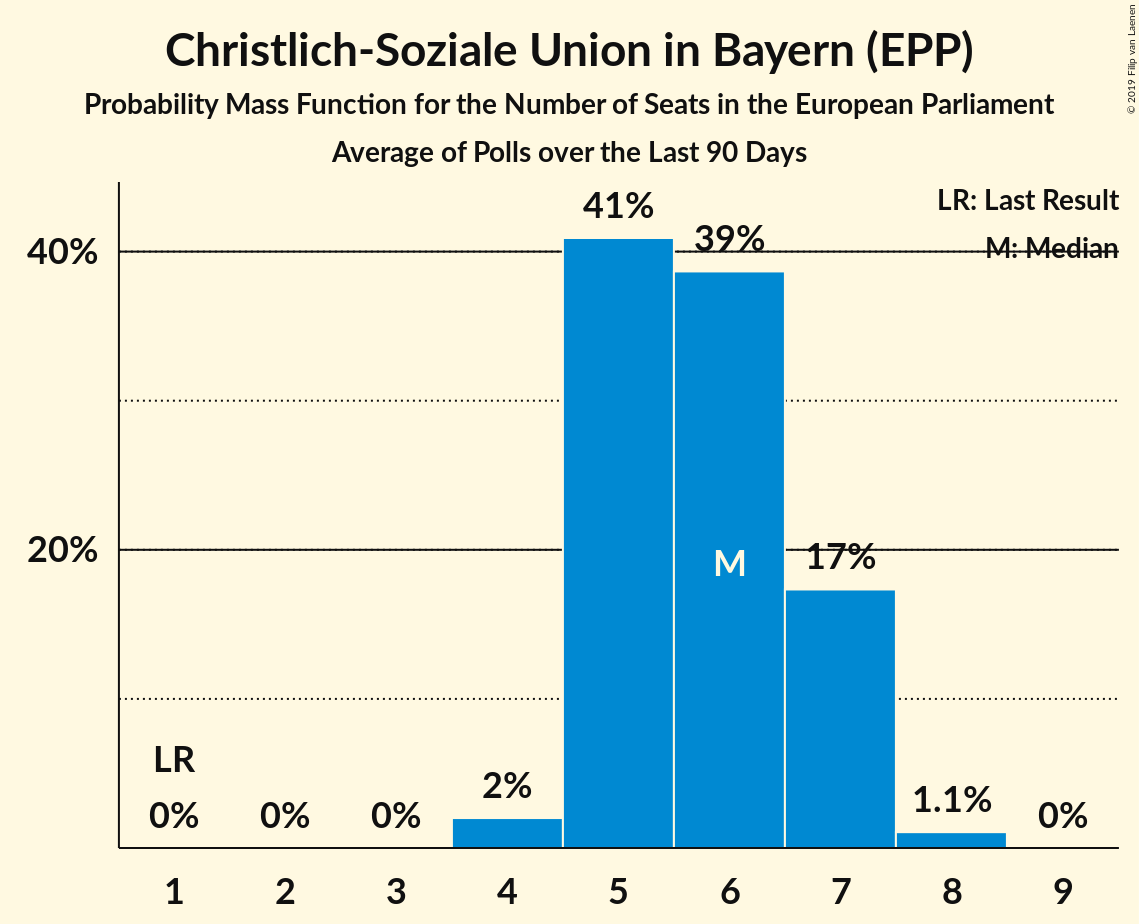 Christlich-Soziale Union in Bayern (EPP)
Probability Mass Function for the Number of Seats in the European Parliament
Average of Polls over the Last 90 Days
© 2019 Filip van Laenen
LR: Last Result
M: Median
41%
39%
40%
20%
17%
M
LR
0%
0%
0%
2%
1.1%
0%
1 2 3 4 5 6 7 8 9